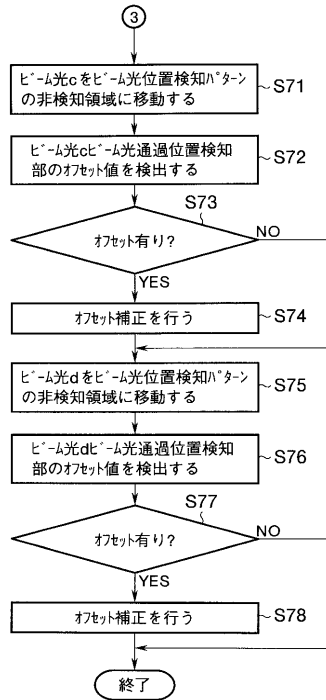 3
ビーム光cをビーム光位置検知パターン
の非検知領域に移動する
S71
ビーム光cビーム光通過位置検知
部のオフセット値を検出する
S72
S73
オフセット有り?
NO
YES
オフセット補正を行う
S74
ビーム光dをビーム光位置検知パターン
の非検知領域に移動する
S75
ビーム光dビーム光通過位置検知
部のオフセット値を検出する
S76
S77
オフセット有り?
NO
YES
オフセット補正を行う
S78
終了